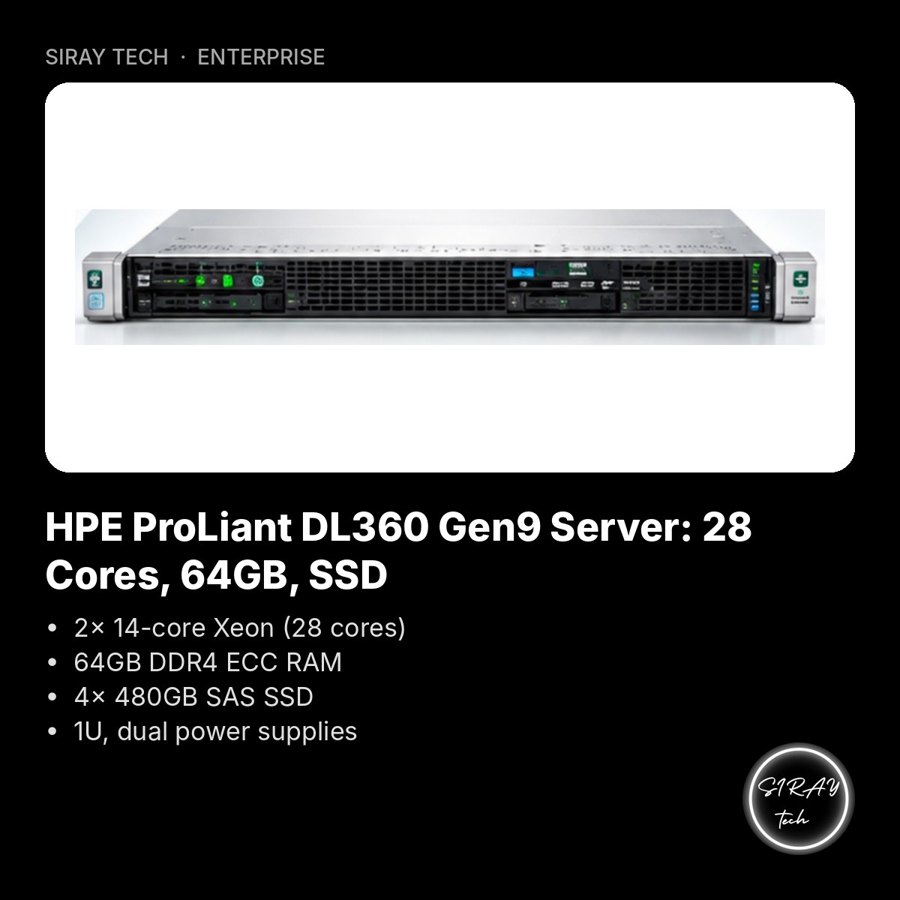 SIRAY TECH · ENTERPRISE
HPE ProLiant DL360 Gen9 Server: 28
Cores, 64GB, SSD
• 2× 14-core Xeon (28 cores)
• 64GB DDR4 ECC RAM
• 4× 480GB SAS SSD
• 1U, dual power supplies
SIRAY
tech